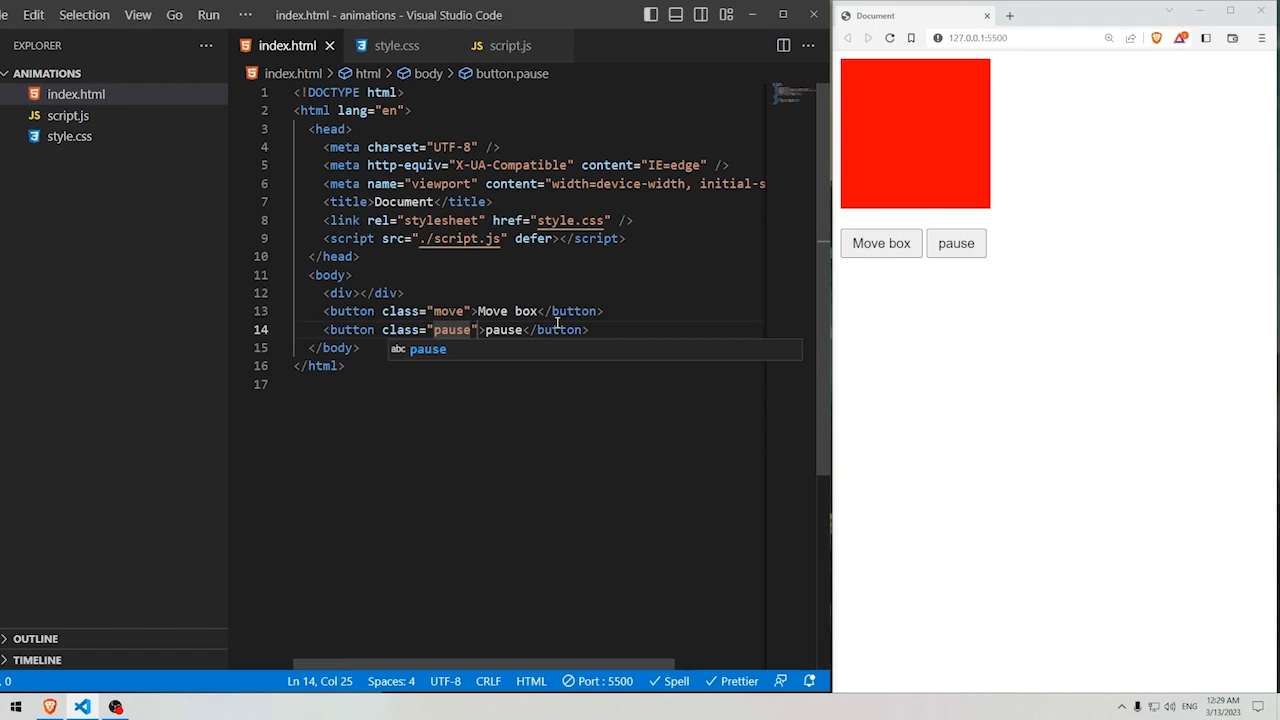 Edit Selection View Go Run ··· index.html - animations - Visual Studio Code
EXPLORER ···
ANIMATIONS
index.html
script.js
style.css
OUTLINE
TIMELINE
index.html style.css script.js
index.html > html > body > button.pause
1 <!DOCTYPE html>
2 <html lang="en">
3 <head>
4 <meta charset="UTF-8" />
5 <meta http-equiv="X-UA-Compatible" content="IE=edge" />
6 <meta name="viewport" content="width=device-width, initial-s
7 <title>Document</title>
8 <link rel="stylesheet" href="style.css" />
9 <script src="./script.js" defer></script>
10 </head>
11 <body>
12 <div></div>
13 <button class="move">Move box</button>
14 <button class="pause">pause</button>
15 </body>
16 </html>
17
abc pause
0 Ln 14, Col 25 Spaces: 4 UTF-8 CRLF HTML Port : 5500 Spell Prettier
Document
127.0.0.1:5500
Move box pause
ENG 12:29 AM
3/13/2023